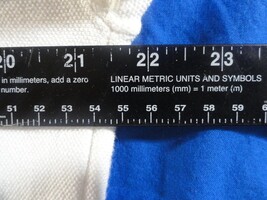 20 21 22 23
in millimeters, add a zero LINEAR METRIC UNITS AND SYMBOLS
number. 1000 millimeters (mm) = 1 meter (m)
51 52 53 54 55 56 57 58 59